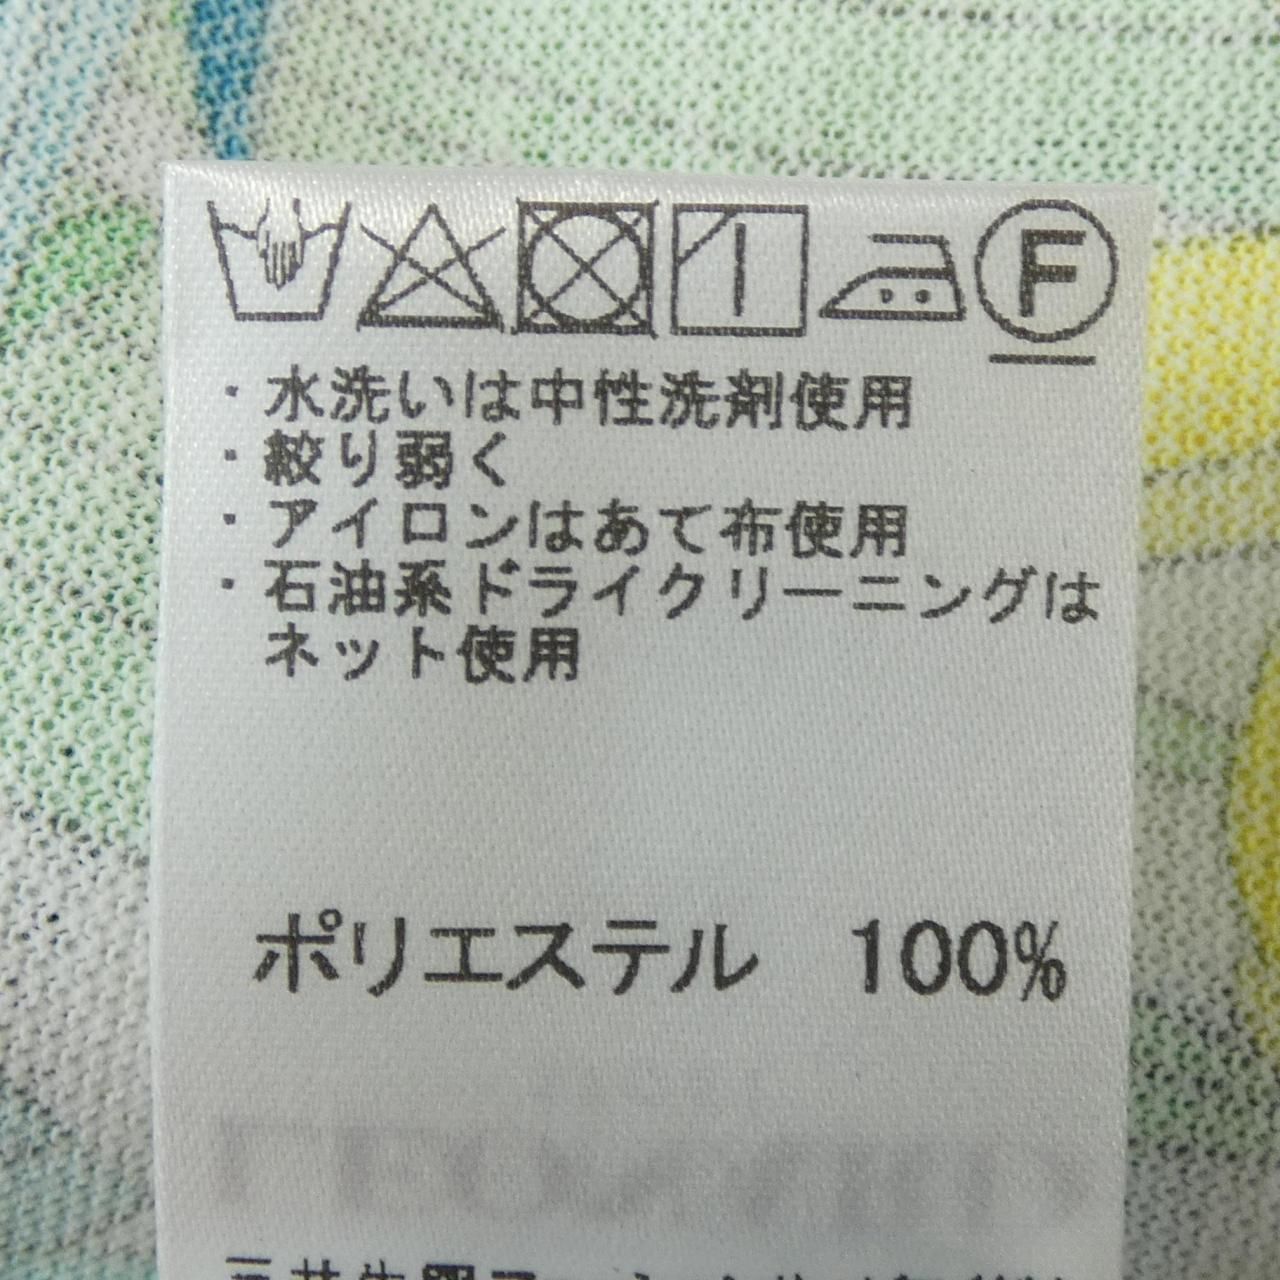 F
・水洗いは中性洗剤使用
・絞り弱く
・アイロンはあて布使用
・石油系ドライクリーニングは
ネット使用
ポリエステル 100%